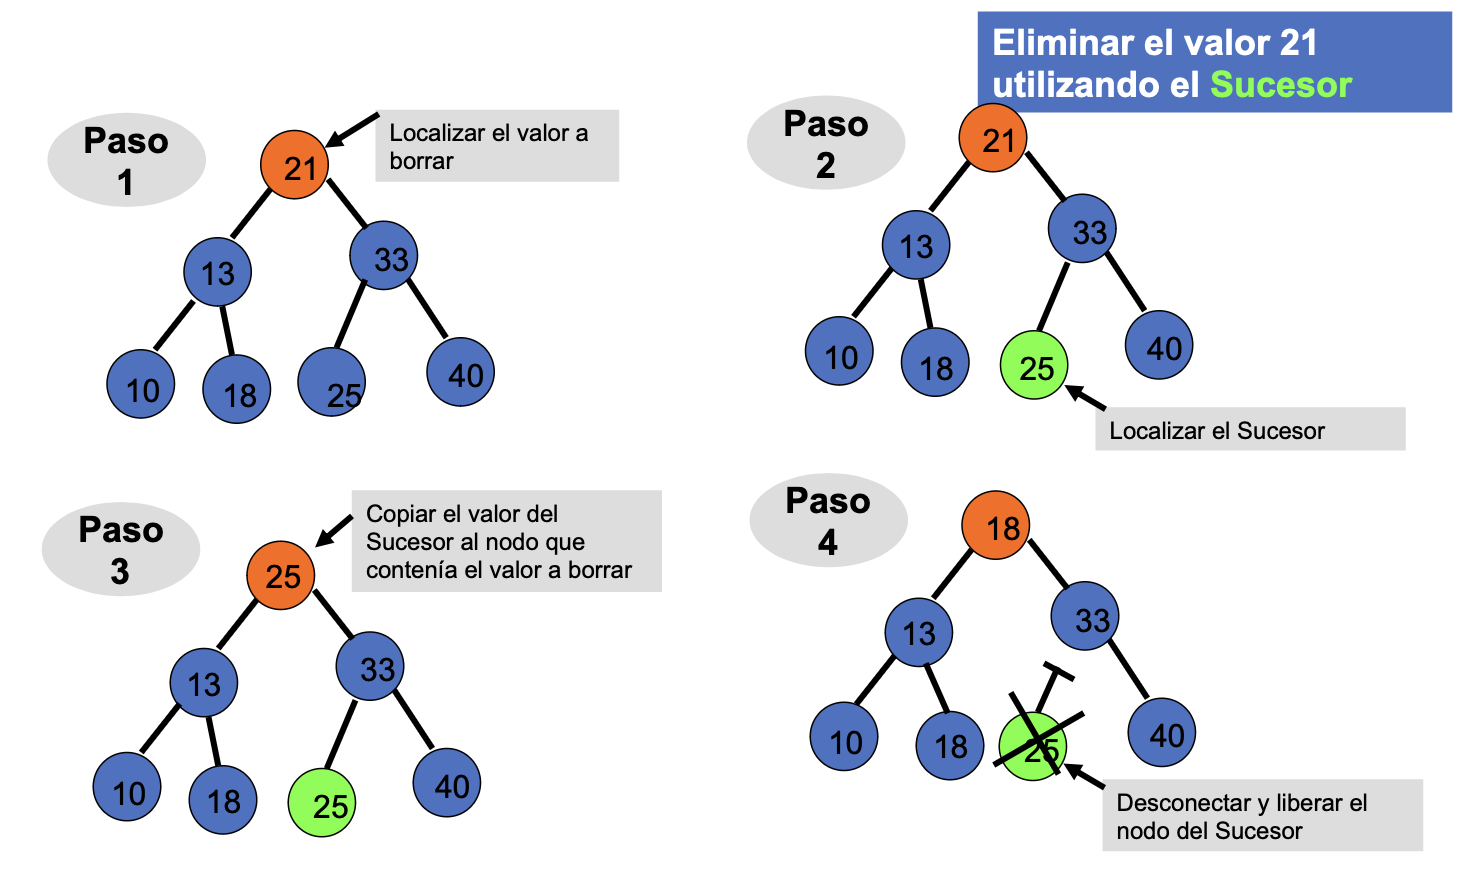 Eliminar el valor 21
utilizando el Sucesor
Paso
1
Localizar el valor a
borrar
21
13
33
10
18
25
40
Paso
2
21
13
33
10
18
25
40
Localizar el Sucesor
Paso
3
Copiar el valor del
Sucesor al nodo que
contenía el valor a borrar
25
13
33
10
18
25
40
Paso
4
18
13
33
10
18
25
40
Desconectar y liberar el
nodo del Sucesor